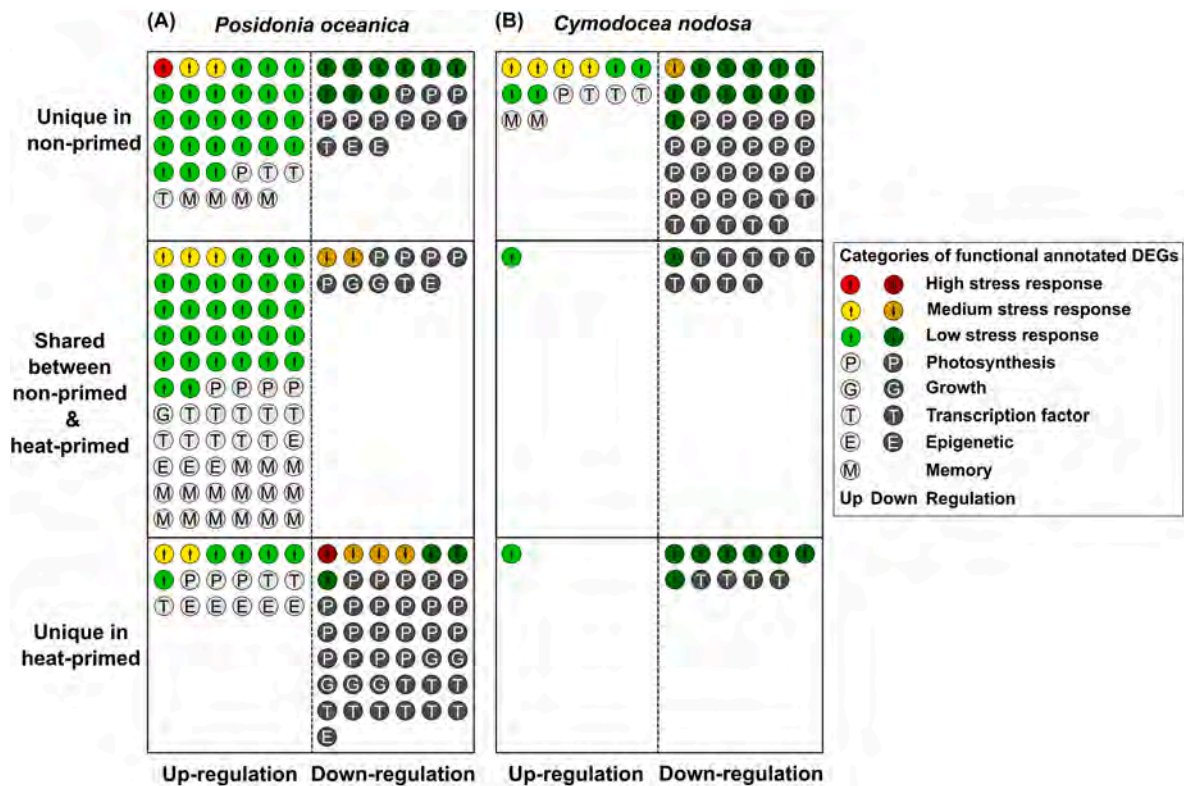 (A) Posidonia oceanica
(B) Cymodocea nodosa
Unique in
non-primed
P T T
T M M M M
P P P
P P P P P T
T E E
P T T T
M M
P P P P P
P P P P P P
P P P P P P
P P P P T T
T T T T T
Shared
between
non-primed
&
heat-primed
P P P P
G T T T T T
T T T T T E
E E E M M M
M M M M M M
M M M M M M
P P P P
P G G T E
T T T T T
T T T T
Unique in
heat-primed
P P P T T
T E E E E E
P P P P P
P P P P P P
P P P P P P
P P P P G G
G G G T T T
T T T T T T
E
T T T T
Up-regulation Down-regulation Up-regulation Down-regulation
Categories of functional annotated DEGs
High stress response
Medium stress response
Low stress response
P P Photosynthesis
G G Growth
T T Transcription factor
E E Epigenetic
M Memory
Up Down Regulation